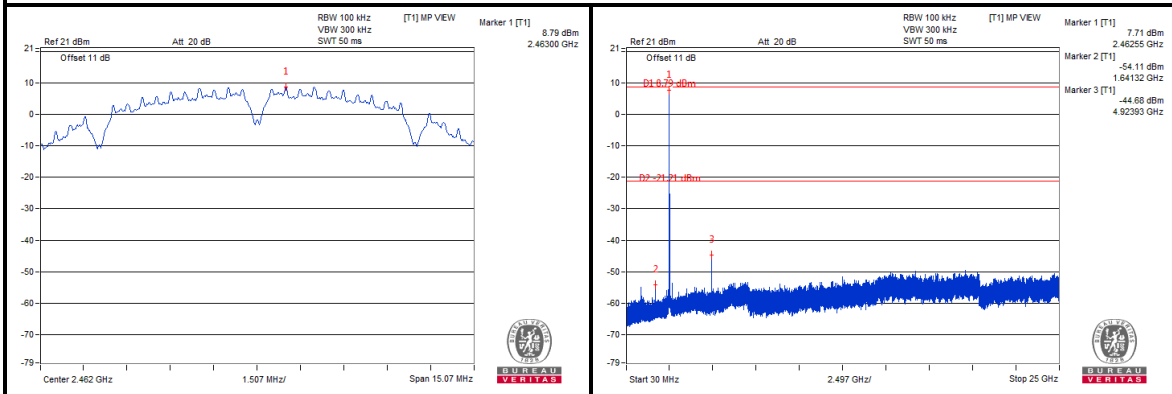 RBW 100 kHz [T1] MP VIEW
VBW 300 kHz
Ref 21 dBm Att 20 dB SWT 50 ms
Marker 1 [T1]
8.79 dBm
2.46300 GHz
21
Offset 11 dB
1
10
0
-10
-20
-30
-40
-50
-60
-70
-79
Center 2.462 GHz 1.507 MHz/ Span 15.07 MHz
BUREAU VERITAS
1828
BUREAU
VERITAS
RBW 100 kHz [T1] MP VIEW
VBW 300 kHz
Ref 21 dBm Att 20 dB SWT 50 ms
Marker 1 [T1]
7.71 dBm
2.46255 GHz
Marker 2 [T1]
-54.11 dBm
1.64132 GHz
Marker 3 [T1]
-44.68 dBm
4.92393 GHz
21
Offset 11 dB
1
D1 8.79 dBm
10
0
-10
D2 -21.21 dBm
-20
-30
-40
3
2
-50
-60
-70
-79
Start 30 MHz 2.497 GHz/ Stop 25 GHz
BUREAU VERITAS
1828
BUREAU
VERITAS